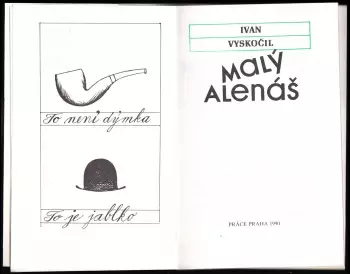 To není dýmka
To je jablko
IVAN
VYSKOČIL
MALÝ
ALENÁŠ
PRÁCE PRAHA 1990